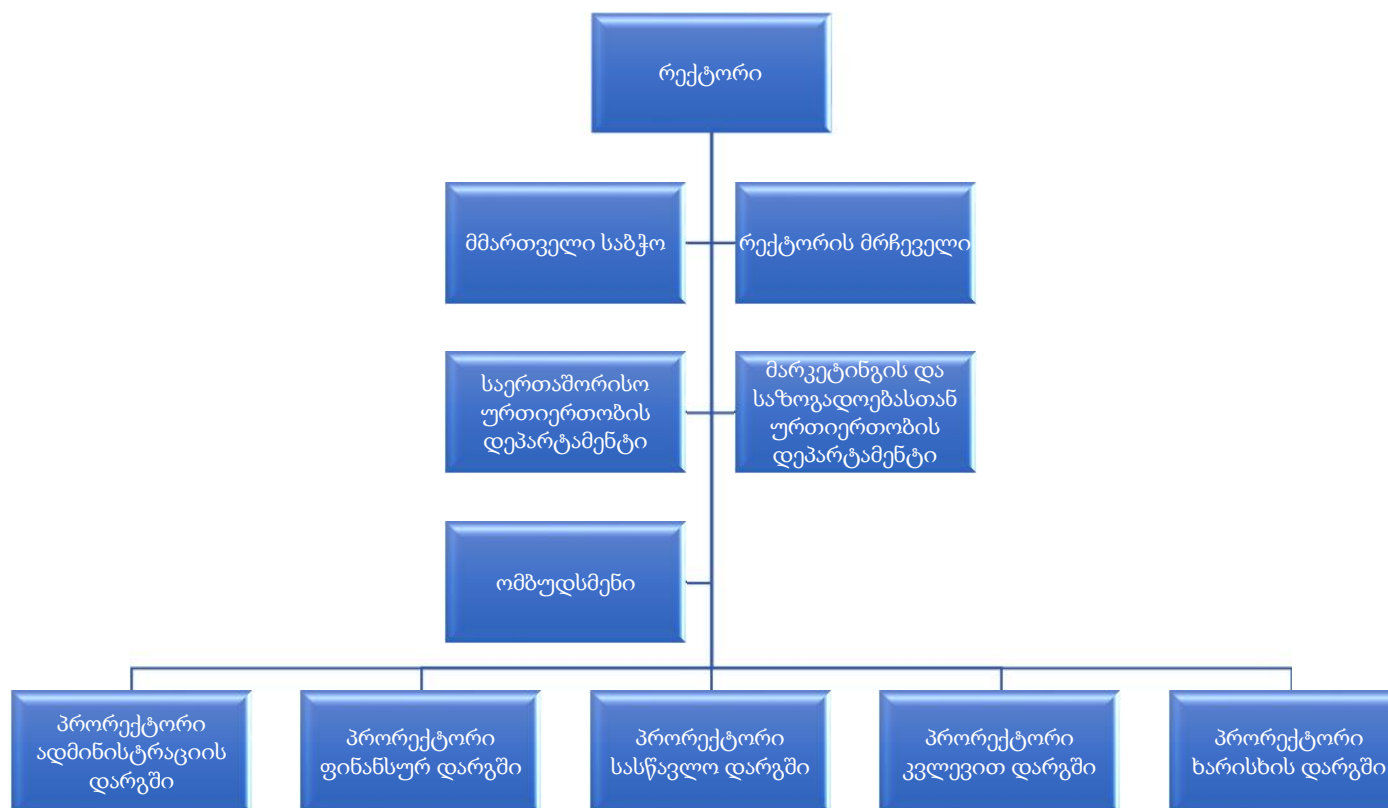 რექტორი
მმართველი საბჭო
რექტორის მრჩეველი
საერთაშორისო
ურთიერთობის
დეპარტამენტი
მარკეტინგის და
საზოგადოებასთან
ურთიერთობის
დეპარტამენტი
ომბუდსმენი
პრორექტორი
ადმინისტრაციის
დარგში
პრორექტორი
ფინანსურ დარგში
პრორექტორი
სასწავლო დარგში
პრორექტორი
კვლევით დარგში
პრორექტორი
ხარისხის დარგში